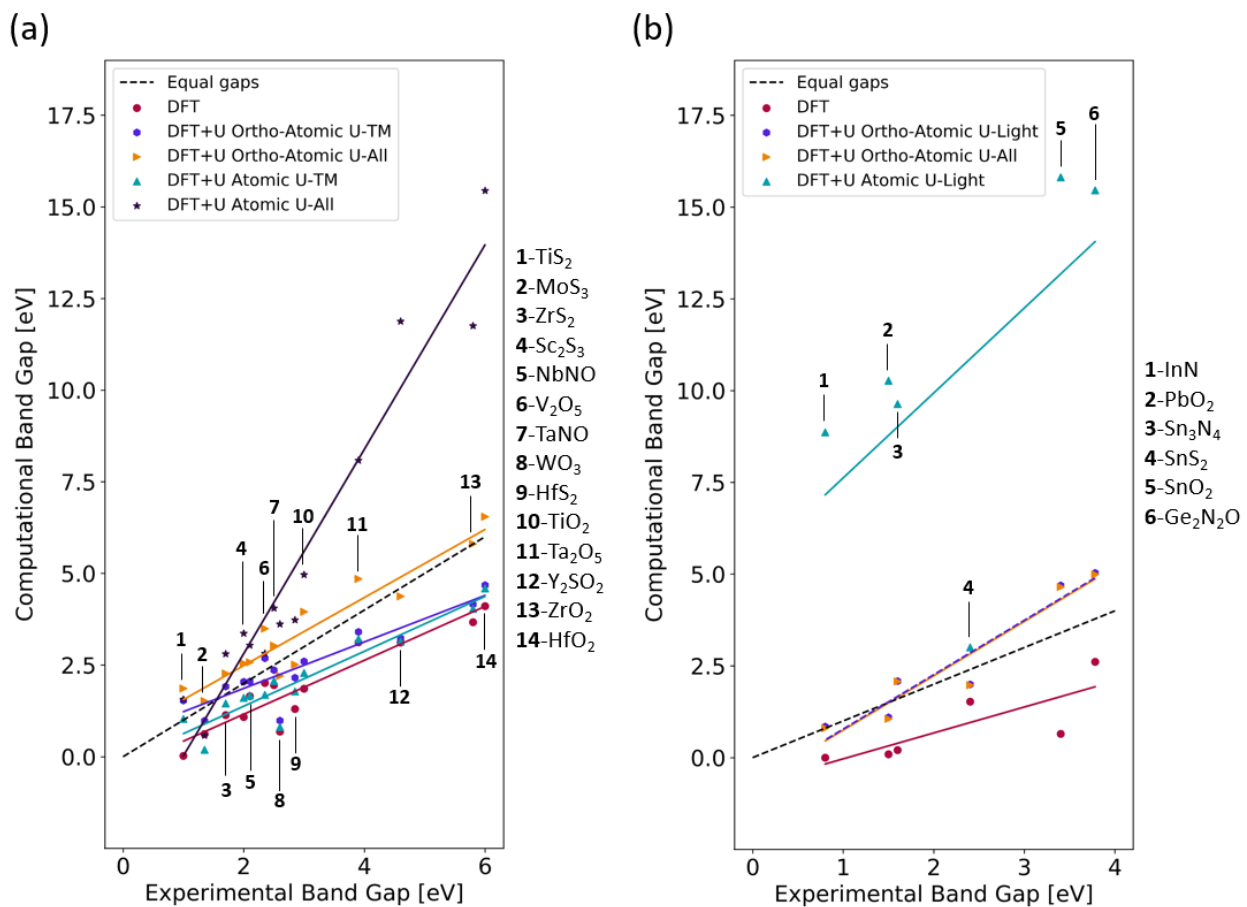 (a)
Equal gaps
DFT
DFT+U Ortho-Atomic U-TM
DFT+U Ortho-Atomic U-All
DFT+U Atomic U-TM
DFT+U Atomic U-All
17.5
15.0
12.5
10.0
7.5
5.0
2.5
0.0
Computational Band Gap [eV]
0
2
4
6
Experimental Band Gap [eV]
1
2
3
4
5
6
7
8
9
10
11
12
13
14
1-TiS₂
2-MoS₃
3-ZrS₂
4-Sc₂S₃
5-NbNO
6-V₂O₅
7-TaNO
8-WO₃
9-HfS₂
10-TiO₂
11-Ta₂O₅
12-Y₂SO₂
13-ZrO₂
14-HfO₂
(b)
Equal gaps
DFT
DFT+U Ortho-Atomic U-Light
DFT+U Ortho-Atomic U-All
DFT+U Atomic U-Light
17.5
15.0
12.5
10.0
7.5
5.0
2.5
0.0
Computational Band Gap [eV]
0
1
2
3
4
Experimental Band Gap [eV]
1
2
3
4
5
6
1-InN
2-PbO₂
3-Sn₃N₄
4-SnS₂
5-SnO₂
6-Ge₂N₂O